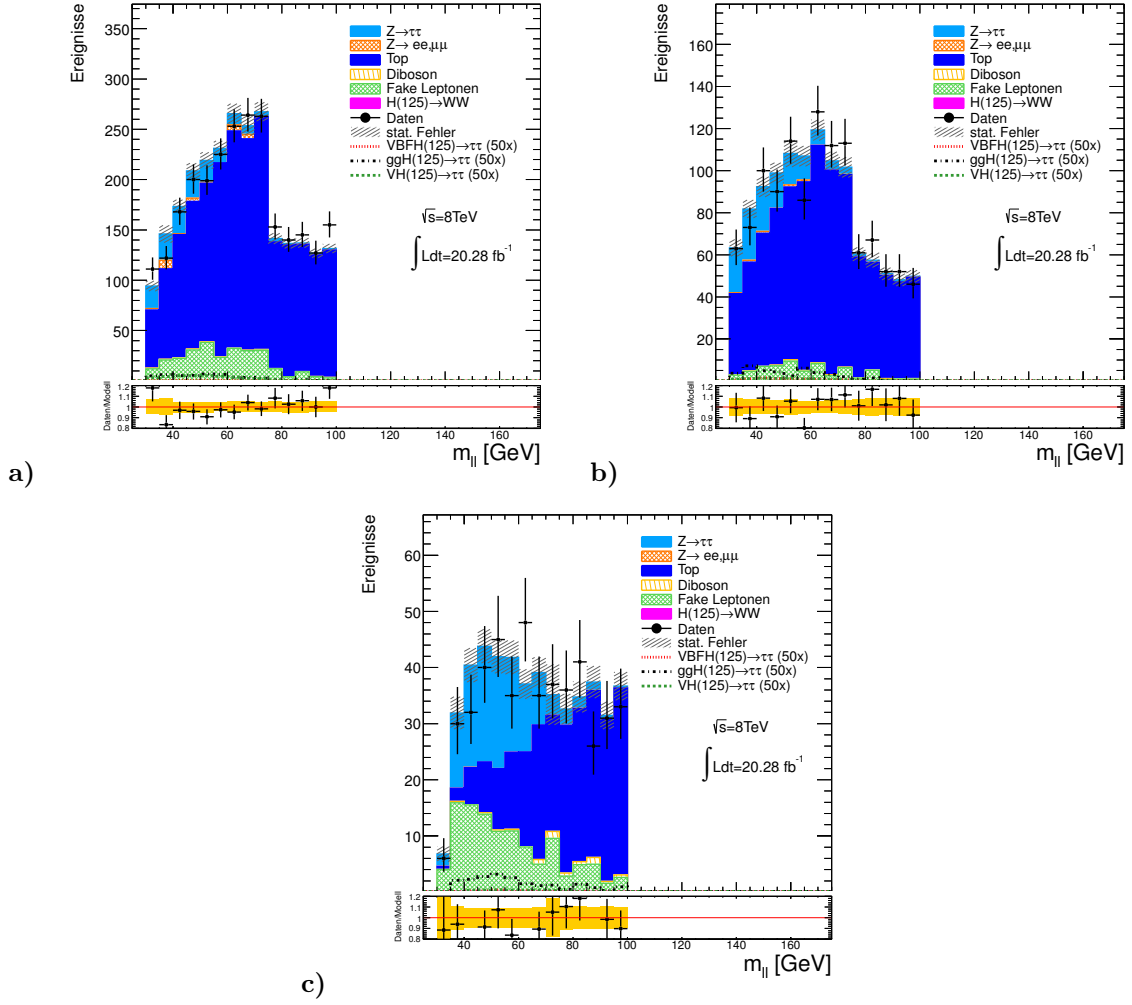 Ereignisse
350
300
250
200
150
100
50
Z→ττ
Z→ ee,μμ
Top
Diboson
Fake Leptonen
H(125)→WW
Daten
stat. Fehler
VBFH(125)→ττ (50x)
ggH(125)→ττ (50x)
VH(125)→ττ (50x)
√s=8TeV
∫ Ldt=20.28 fb⁻¹
Daten/Modell
1.2
1.1
1
0.9
0.8
40 60 80 100 120 140 160
m_ll [GeV]
a)
Ereignisse
160
140
120
100
80
60
40
20
Z→ττ
Z→ ee,μμ
Top
Diboson
Fake Leptonen
H(125)→WW
Daten
stat. Fehler
VBFH(125)→ττ (50x)
ggH(125)→ττ (50x)
VH(125)→ττ (50x)
√s=8TeV
∫ Ldt=20.28 fb⁻¹
Daten/Modell
1.2
1.1
1
0.9
0.8
40 60 80 100 120 140 160
m_ll [GeV]
b)
Ereignisse
60
50
40
30
20
10
Z→ττ
Z→ ee,μμ
Top
Diboson
Fake Leptonen
H(125)→WW
Daten
stat. Fehler
VBFH(125)→ττ (50x)
ggH(125)→ττ (50x)
VH(125)→ττ (50x)
√s=8TeV
∫ Ldt=20.28 fb⁻¹
Daten/Modell
1.2
1.1
1
0.9
0.8
40 60 80 100 120 140 160
m_ll [GeV]
c)